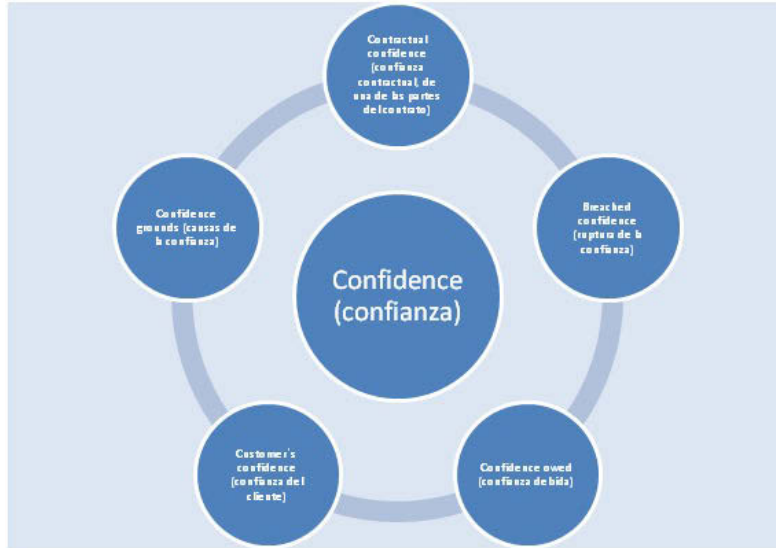 Contractual
confidence
(confianza
contractual, de
una de las partes
del contrato)
Breached
confidence
(ruptura de la
confianza)
Confidence owed
(confianza debida)
Customer's
confidence
(confianza del
cliente)
Confidence
grounds (causas de
la confianza)
Confidence
(confianza)